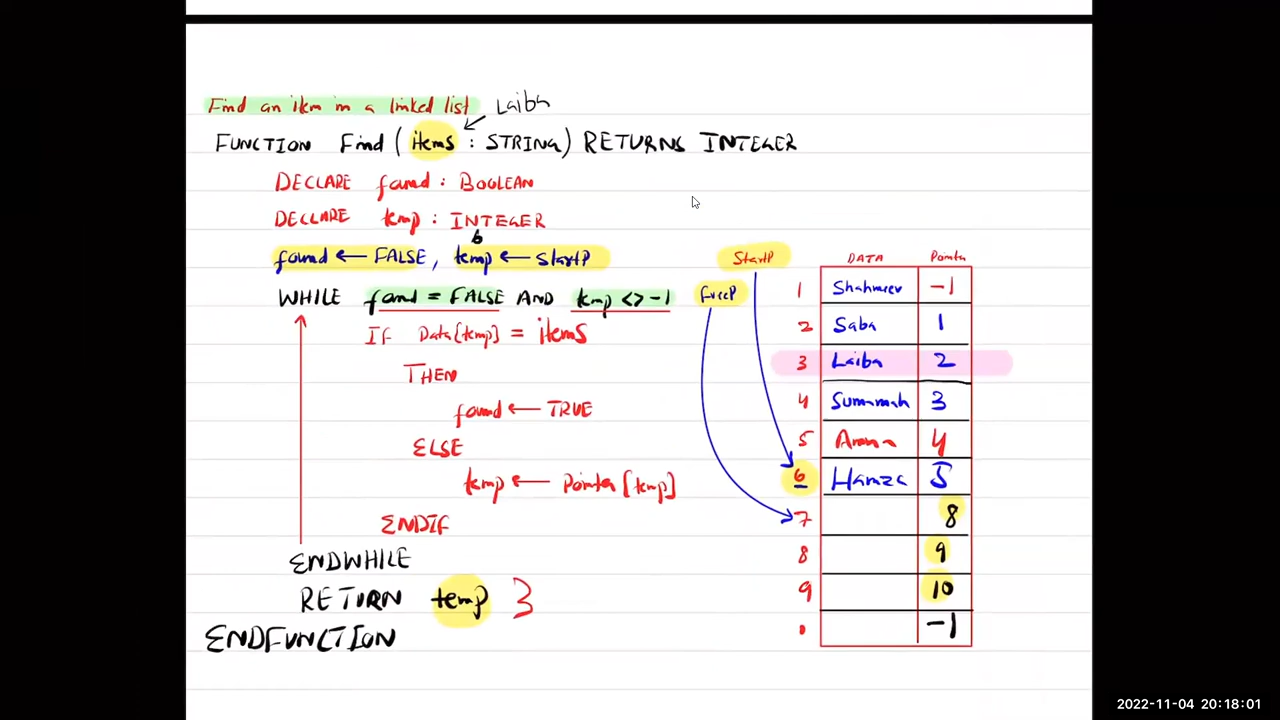 Find an item in a linked list Laiba
FUNCTION Find (items : STRING) RETURNS INTEGER
DECLARE found : BOOLEAN
DECLARE temp : INTEGER
6
found ← FALSE, temp ← StartP
WHILE found = FALSE AND temp <> -1
IF Data[temp] = items
THEN
found ← TRUE
ELSE
temp ← Pointer [temp]
ENDIF
ENDWHILE
RETURN temp 3
ENDFUNCTION
StartP
FreeP
DATA Pointer
1 Shahmeer -1
2 Saba 1
3 Laiba 2
4 Summah 3
5 4
6 Hamza 5
7 8
8 9
9 10
-1
2022-11-04 20:18:01